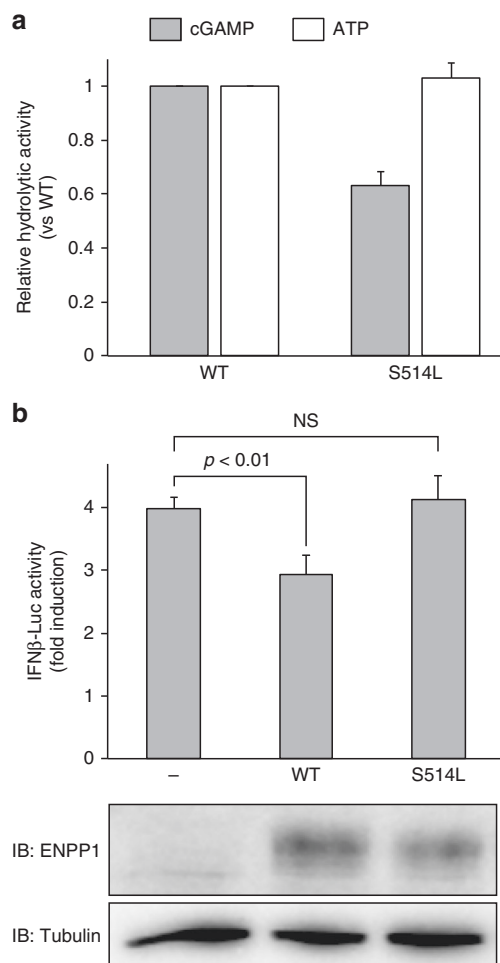 a
cGAMP ATP
Relative hydrolytic activity
(vs WT)
1
0.8
0.6
0.4
0.2
0
WT S514L
b
NS
p < 0.01
IFNβ-Luc activity
(fold induction)
4
3
2
1
0
– WT S514L
IB: ENPP1
IB: Tubulin